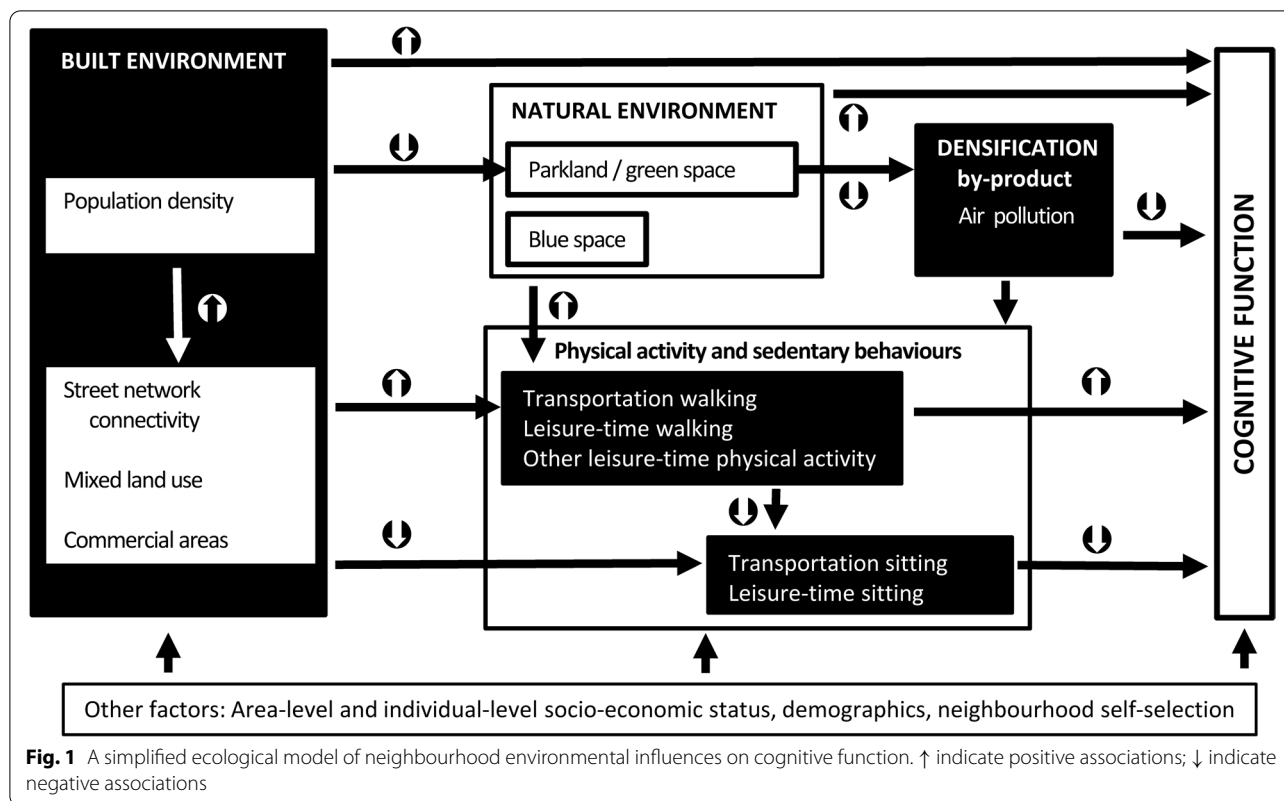 BUILT ENVIRONMENT
Population density
Street network
connectivity
Mixed land use
Commercial areas
NATURAL ENVIRONMENT
Parkland / green space
Blue space
DENSIFICATION
by-product
Air pollution
Physical activity and sedentary behaviours
Transportation walking
Leisure-time walking
Other leisure-time physical activity
Transportation sitting
Leisure-time sitting
COGNITIVE FUNCTION
Other factors: Area-level and individual-level socio-economic status, demographics, neighbourhood self-selection
Fig. 1 A simplified ecological model of neighbourhood environmental influences on cognitive function. ↑ indicate positive associations; ↓ indicate
negative associations